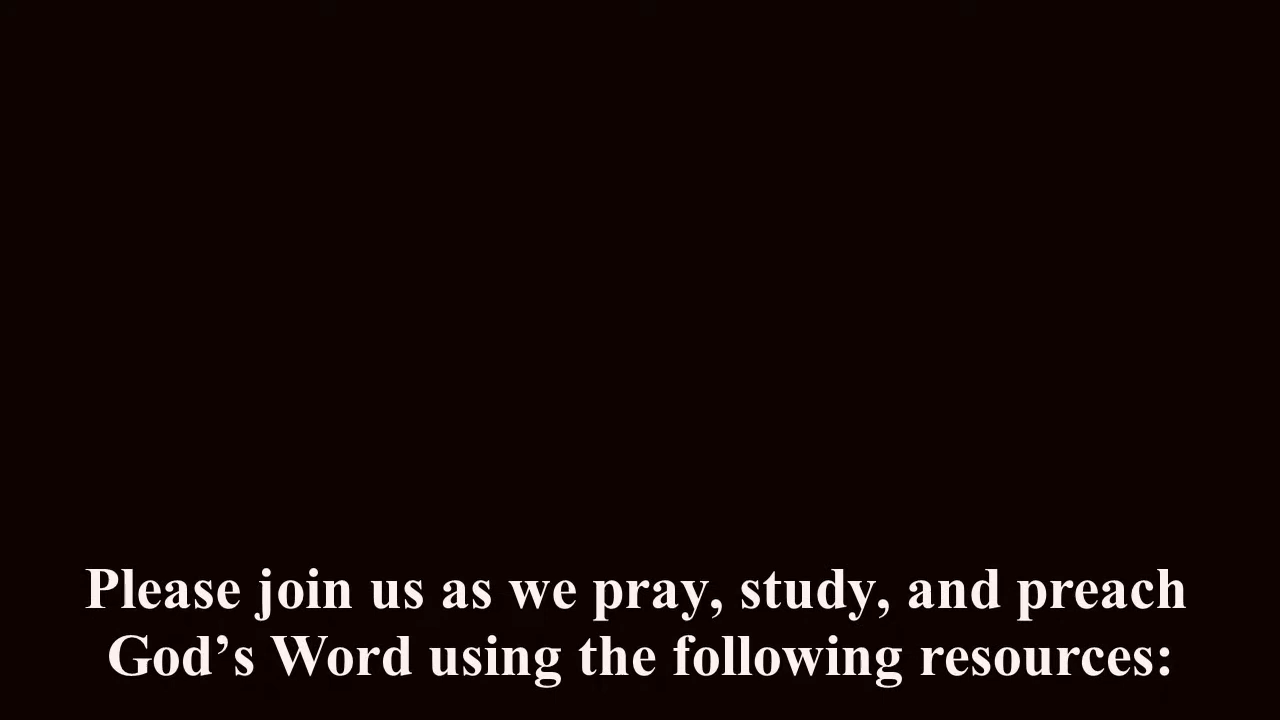 Please join us as we pray, study, and preach
God’s Word using the following resources: